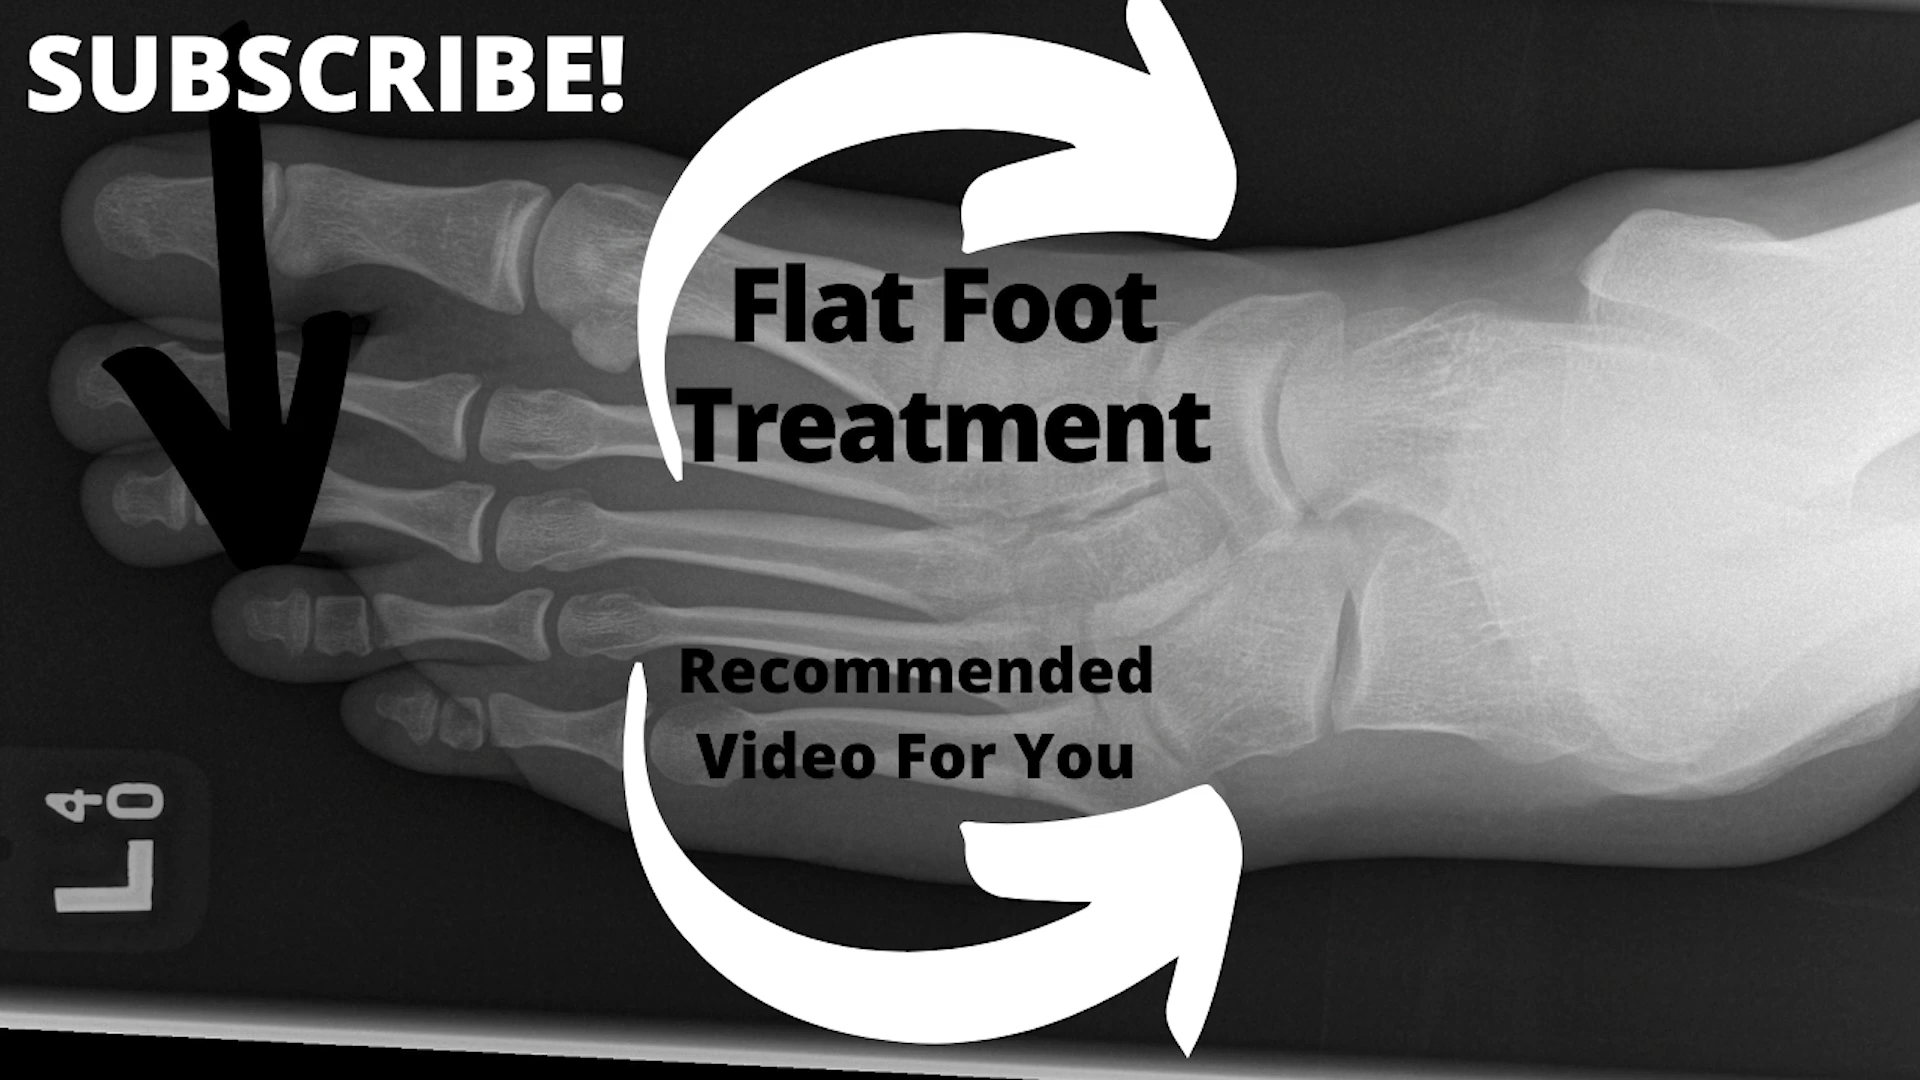 SUBSCRIBE!
Flat Foot
Treatment
Recommended
Video For You
L 40